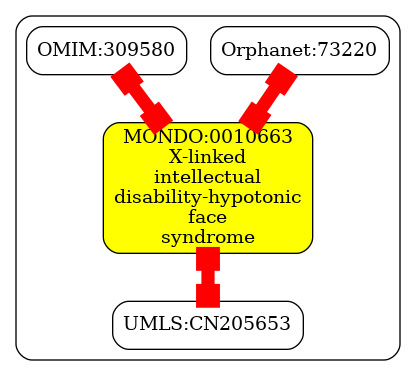 OMIM:309580
Orphanet:73220
MONDO:0010663
X-linked
intellectual
disability-hypotonic
face
syndrome
UMLS:CN205653